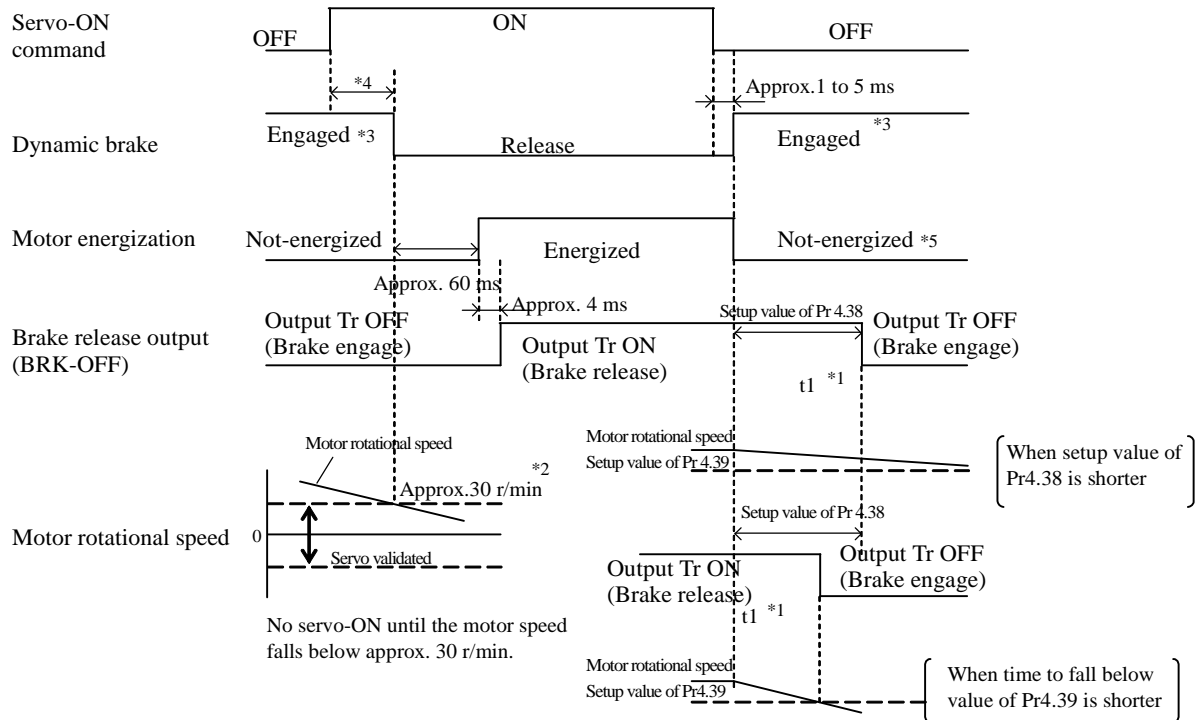 Servo-ON
command
OFF
ON
OFF
*4
Approx.1 to 5 ms
Dynamic brake
Engaged *3
Release
Engaged *3
Motor energization
Not-energized
Energized
Not-energized *5
Approx. 60 ms
Approx. 4 ms
Setup value of Pr 4.38
Brake release output
(BRK-OFF)
Output Tr OFF
(Brake engage)
Output Tr ON
(Brake release)
Output Tr OFF
(Brake engage)
t1 *1
Motor rotational speed
Approx.30 r/min *2
Motor rotational speed
Setup value of Pr 4.39
When setup value of
Pr4.38 is shorter
Motor rotational speed
0
Servo validated
Setup value of Pr 4.38
Output Tr ON
(Brake release)
Output Tr OFF
(Brake engage)
t1 *1
No servo-ON until the motor speed
falls below approx. 30 r/min.
Motor rotational speed
Setup value of Pr4.39
When time to fall below
value of Pr4.39 is shorter